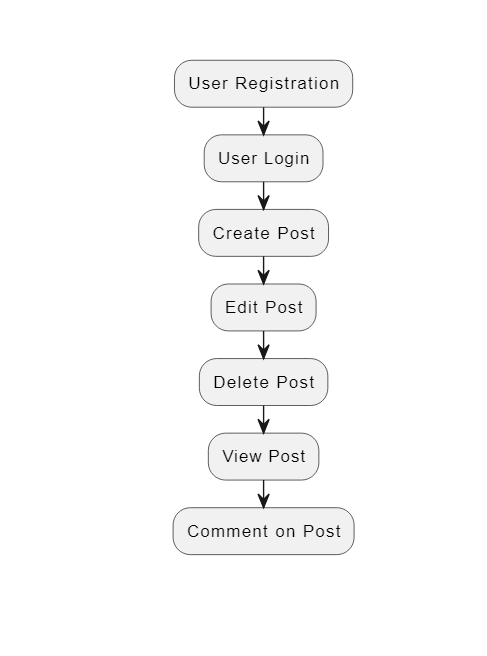 User Registration
User Login
Create Post
Edit Post
Delete Post
View Post
Comment on Post